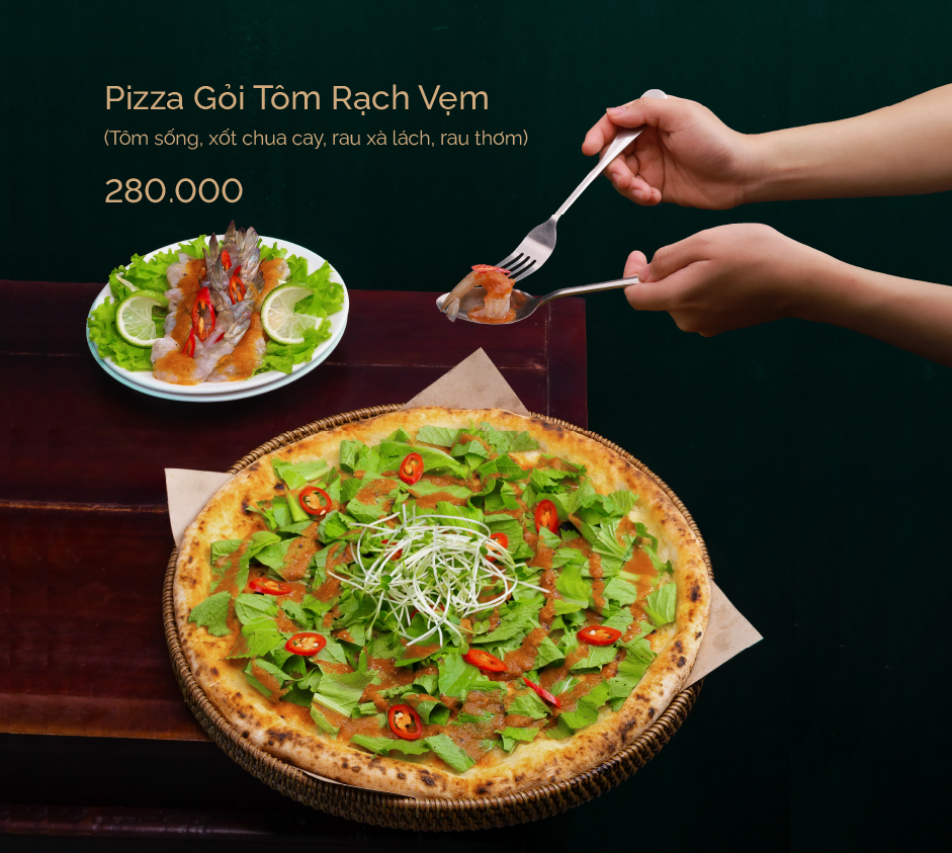 Pizza Gỏi Tôm Rạch Vẹm
(Tôm sống, xốt chua cay, rau xà lách, rau thơm)
280.000